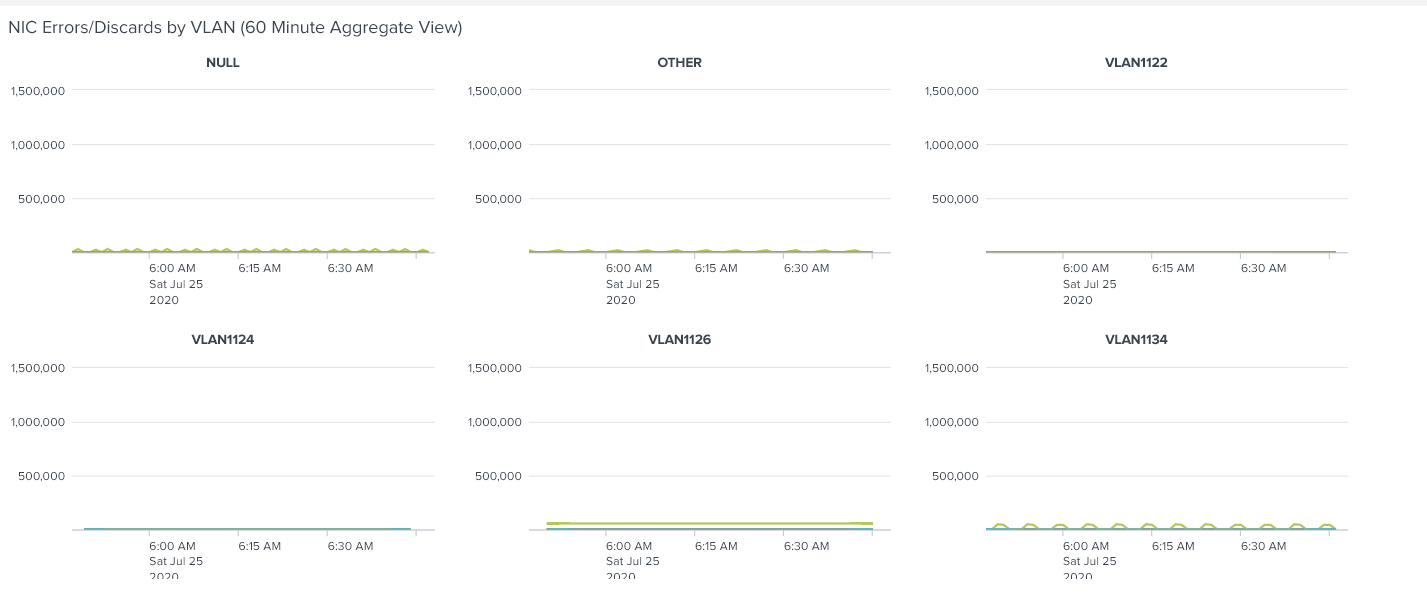 NIC Errors/Discards by VLAN (60 Minute Aggregate View)
NULL
1,500,000
1,000,000
500,000
6:00 AM 6:15 AM 6:30 AM
Sat Jul 25
2020
OTHER
1,500,000
1,000,000
500,000
6:00 AM 6:15 AM 6:30 AM
Sat Jul 25
2020
VLAN1122
1,500,000
1,000,000
500,000
6:00 AM 6:15 AM 6:30 AM
Sat Jul 25
2020
VLAN1124
1,500,000
1,000,000
500,000
6:00 AM 6:15 AM 6:30 AM
Sat Jul 25
2020
VLAN1126
1,500,000
1,000,000
500,000
6:00 AM 6:15 AM 6:30 AM
Sat Jul 25
2020
VLAN1134
1,500,000
1,000,000
500,000
6:00 AM 6:15 AM 6:30 AM
Sat Jul 25
2020